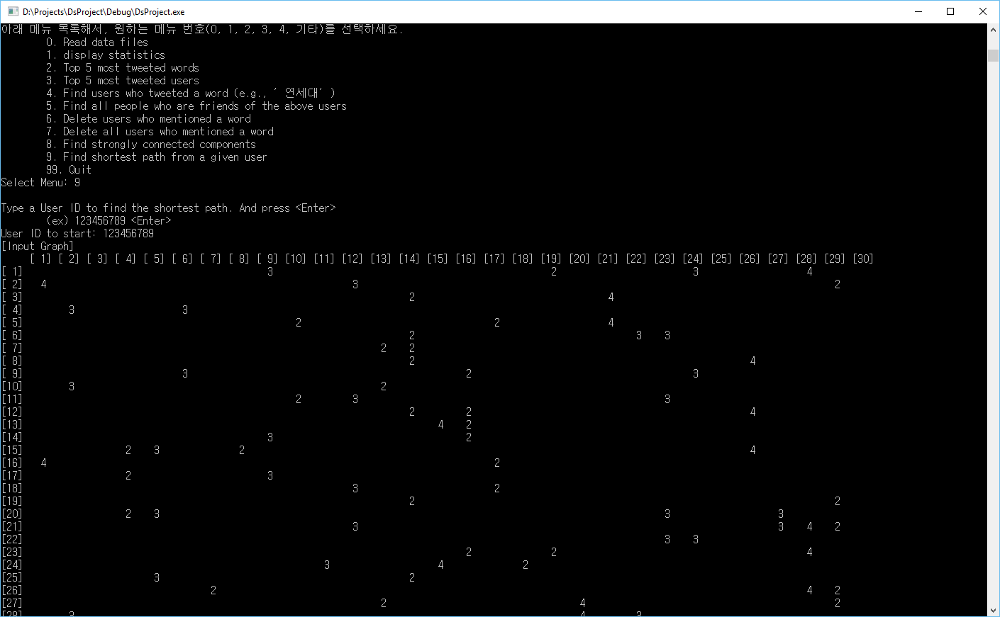 D:\Projects\DsProject\Debug\DsProject.exe
아래 메뉴 목록해서, 원하는 메뉴 번호(0, 1, 2, 3, 4, 기타)를 선택하세요.
0. Read data files
1. display statistics
2. Top 5 most tweeted words
3. Top 5 most tweeted users
4. Find users who tweeted a word (e.g., ’연세대’)
5. Find all people who are friends of the above users
6. Delete users who mentioned a word
7. Delete all users who mentioned a word
8. Find strongly connected components
9. Find shortest path from a given user
99. Quit
Select Menu: 9
Type a User ID to find the shortest path. And press <Enter>
(ex) 123456789 <Enter>
User ID to start: 123456789
[Input Graph]
[ 1] [ 2] [ 3] [ 4] [ 5] [ 6] [ 7] [ 8] [ 9] [10] [11] [12] [13] [14] [15] [16] [17] [18] [19] [20] [21] [22] [23] [24] [25] [26] [27] [28] [29] [30]
[ 1] 3 2 3 4
[ 2] 4 3 2
[ 3] 2 4
[ 4] 3 3
[ 5] 2 2 4
[ 6] 2 3 3
[ 7] 2 2
[ 8] 2 4
[ 9] 3 2 3
[10] 3 2
[11] 2 3 3
[12] 2 2 4
[13] 4 2
[14] 3 2
[15] 2 3 2 4
[16] 4 2
[17] 2 3
[18] 3 2
[19] 2 2
[20] 2 3 3 3
[21] 3 3 4 2
[22] 3 3
[23] 2 2 4
[24] 3 4 2
[25] 3 2
[26] 2 4 2
[27] 2 4 2
[28] 3 4 3